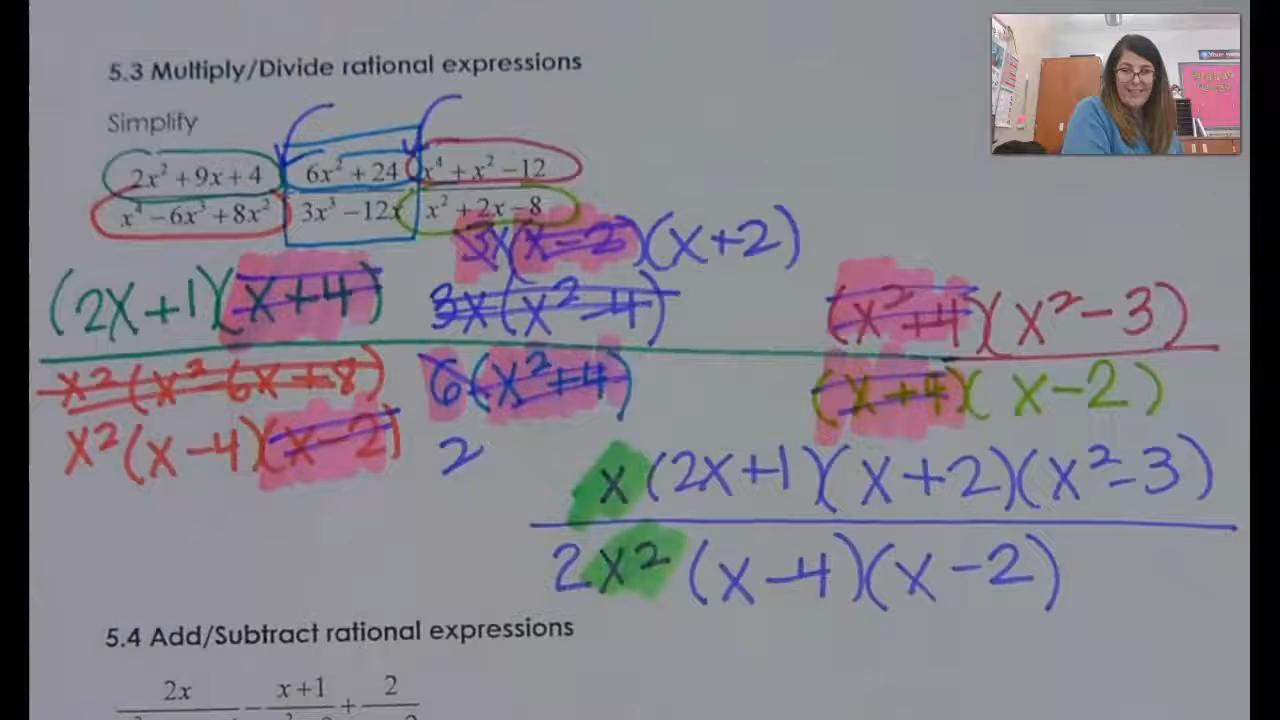 5.3 Multiply/Divide rational expressions
Simplify
2x² + 9x + 4 6x² + 24 x⁴ + x² − 12
x⁴ − 6x³ + 8x² 3x³ − 12x x² + 2x − 8
3x(x−2)(x+2)
(2x+1)(x+4) 3x(x²−4) (x²+4)(x²−3)
x²(x²−6x+8) 6(x²+4) (x+4)(x−2)
x²(x−4)(x−2) 2
x(2x+1)(x+2)(x²−3)
2x²(x−4)(x−2)
5.4 Add/Subtract rational expressions
2x − x+1 + 2